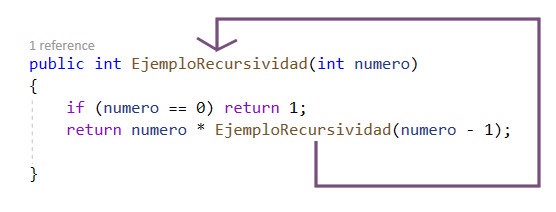 1 reference
public int EjemploRecursividad(int numero)
{
if (numero == 0) return 1;
return numero * EjemploRecursividad(numero - 1);
}